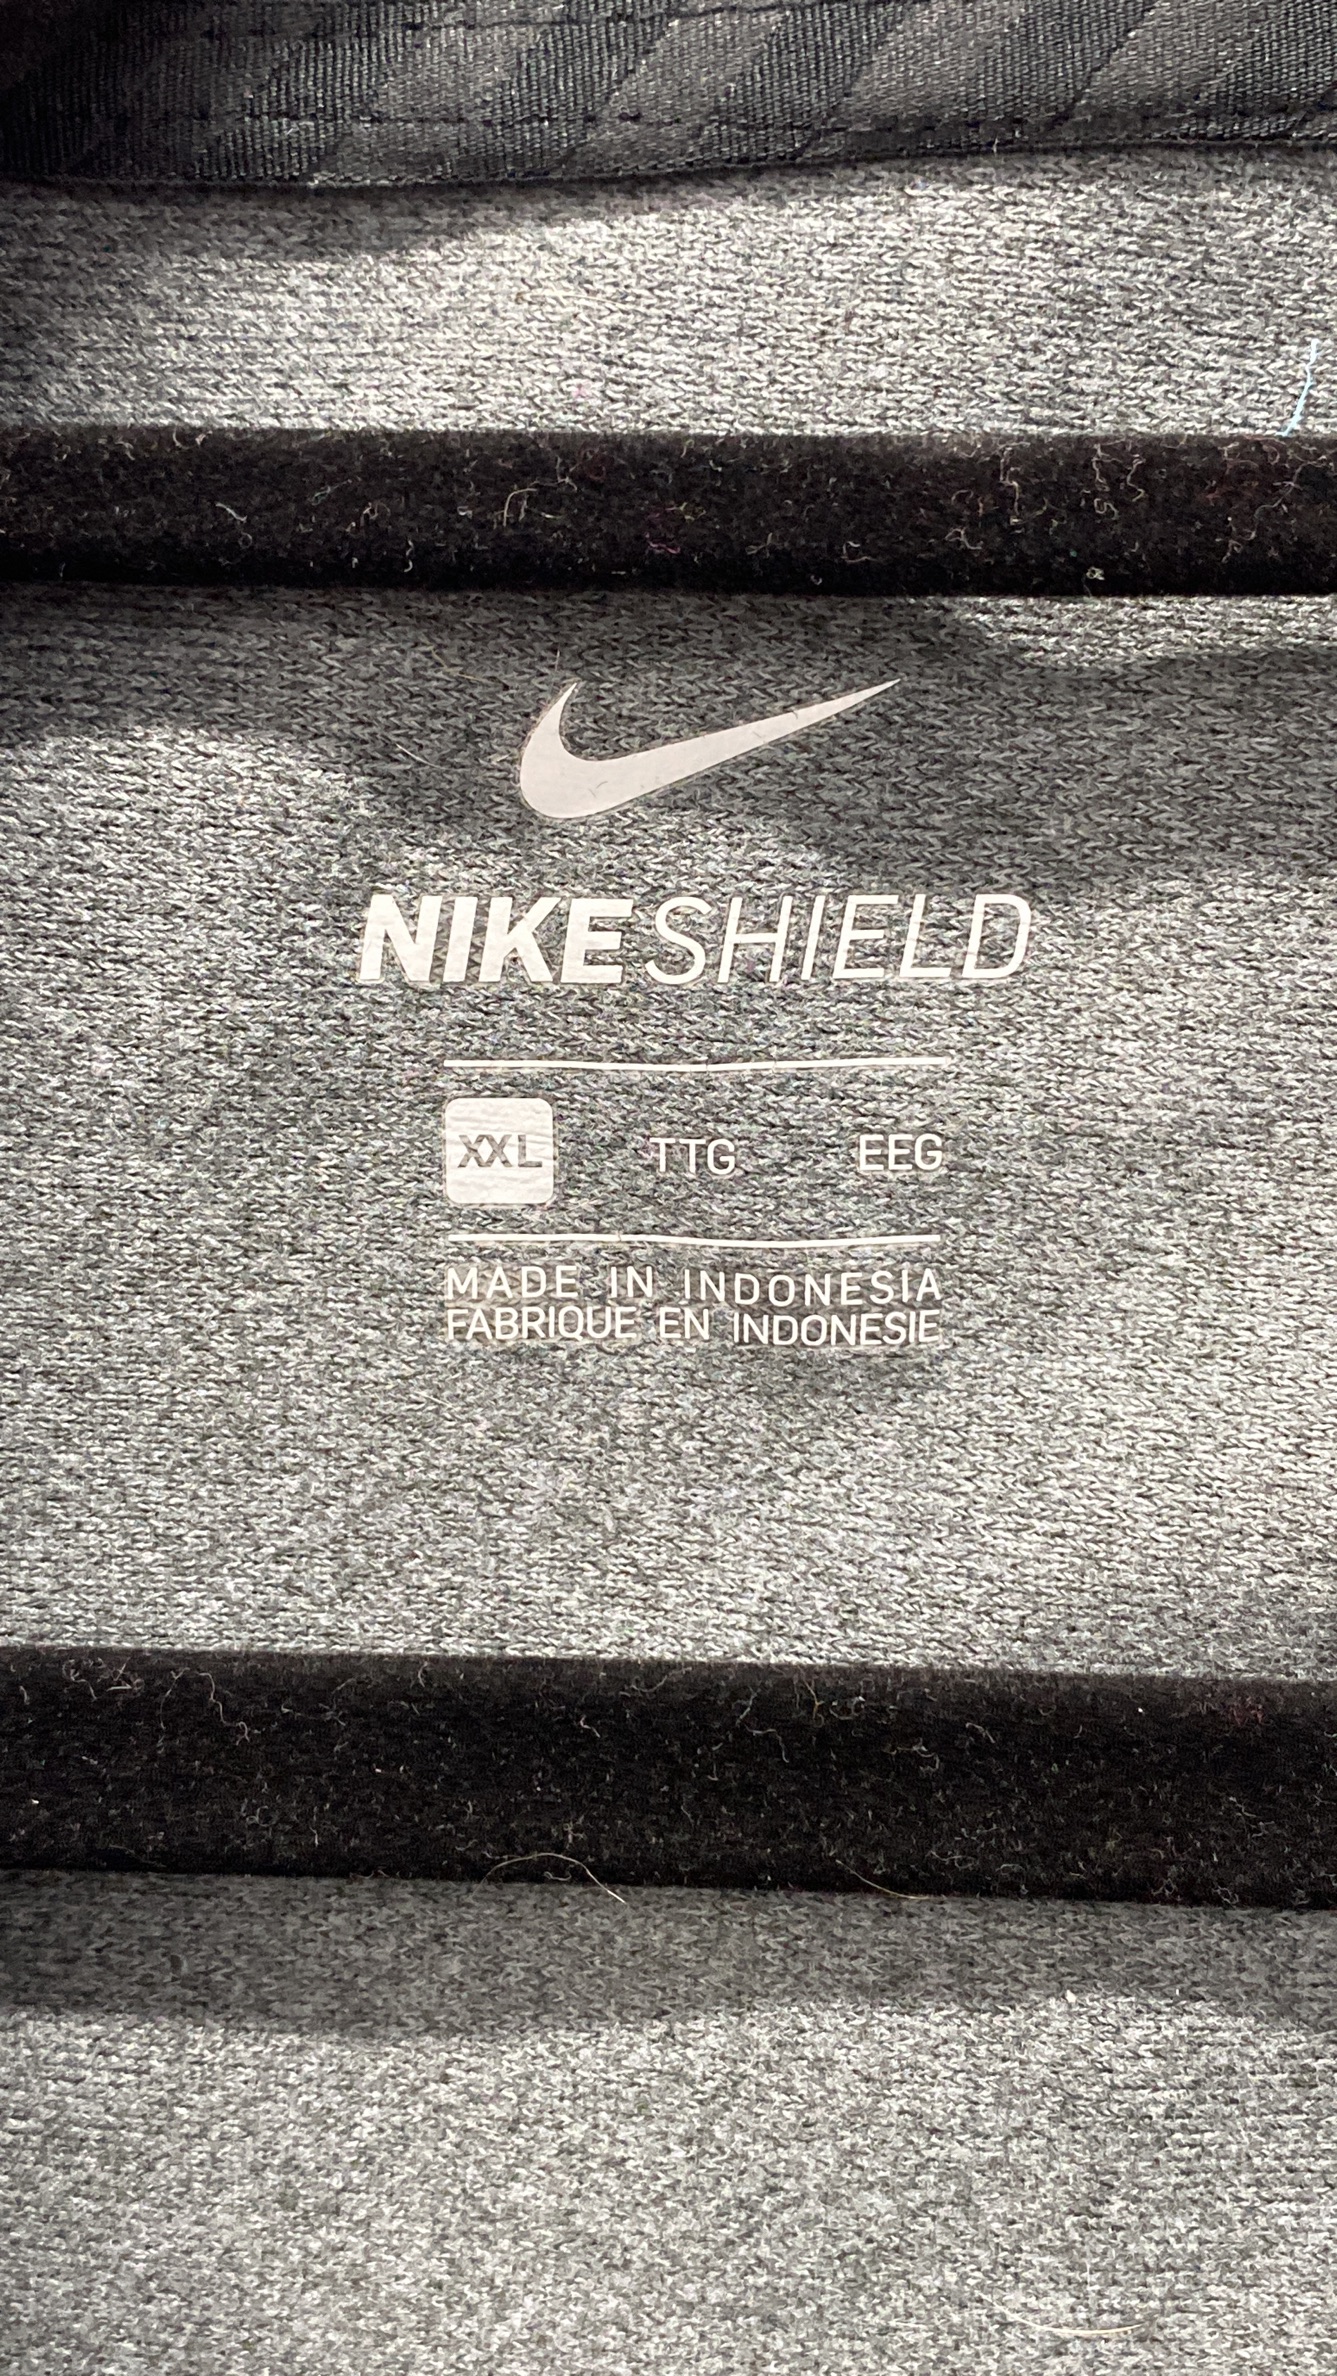 NIKESHIELD
XXL TTG EEG
MADE IN INDONESIA
FABRIQUE EN INDONESIE